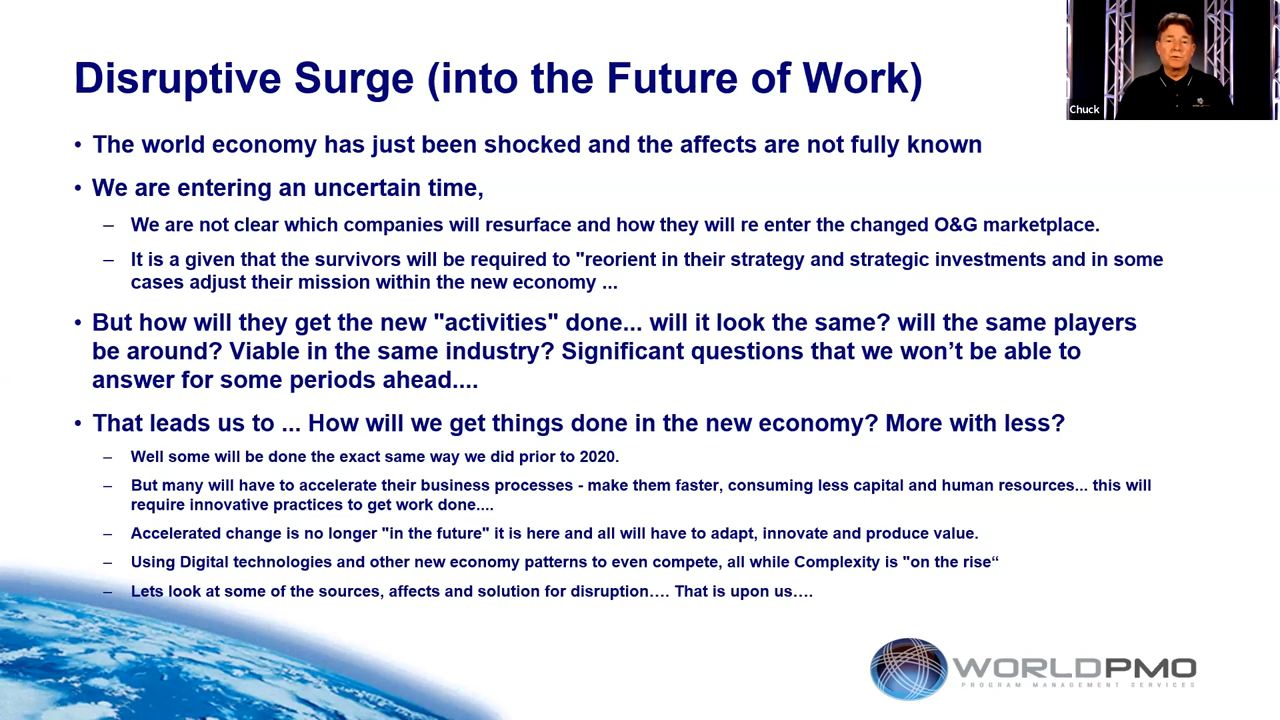 Disruptive Surge (into the Future of Work)
Chuck
• The world economy has just been shocked and the affects are not fully known
• We are entering an uncertain time,
– We are not clear which companies will resurface and how they will re enter the changed O&G marketplace.
– It is a given that the survivors will be required to "reorient in their strategy and strategic investments and in some
cases adjust their mission within the new economy ...
• But how will they get the new "activities" done... will it look the same? will the same players
be around? Viable in the same industry? Significant questions that we won’t be able to
answer for some periods ahead....
• That leads us to ... How will we get things done in the new economy? More with less?
– Well some will be done the exact same way we did prior to 2020.
– But many will have to accelerate their business processes - make them faster, consuming less capital and human resources... this will
require innovative practices to get work done....
– Accelerated change is no longer "in the future" it is here and all will have to adapt, innovate and produce value.
– Using Digital technologies and other new economy patterns to even compete, all while Complexity is "on the rise“
– Lets look at some of the sources, affects and solution for disruption…. That is upon us….
WORLDPMO
PROGRAM MANAGEMENT SERVICES